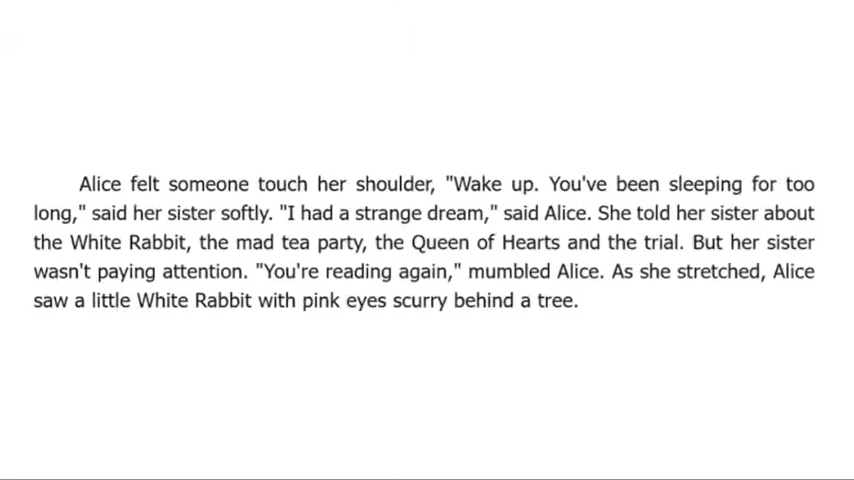 Alice felt someone touch her shoulder, "Wake up. You've been sleeping for too
long," said her sister softly. "I had a strange dream," said Alice. She told her sister about
the White Rabbit, the mad tea party, the Queen of Hearts and the trial. But her sister
wasn't paying attention. "You're reading again," mumbled Alice. As she stretched, Alice
saw a little White Rabbit with pink eyes scurry behind a tree.